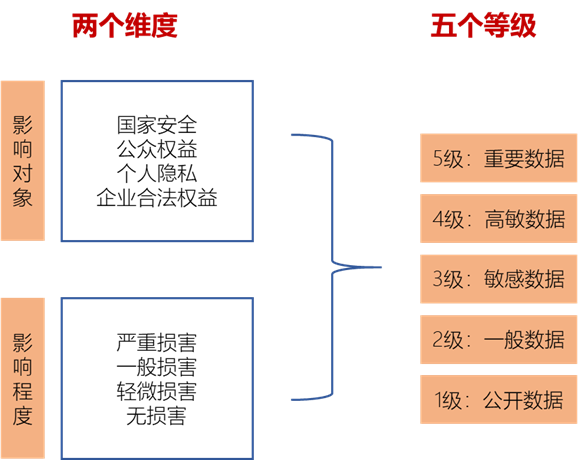 两个维度
五个等级
影响对象
国家安全
公众权益
个人隐私
企业合法权益
影响程度
严重损害
一般损害
轻微损害
无损害
5级：重要数据
4级：高敏数据
3级：敏感数据
2级：一般数据
1级：公开数据